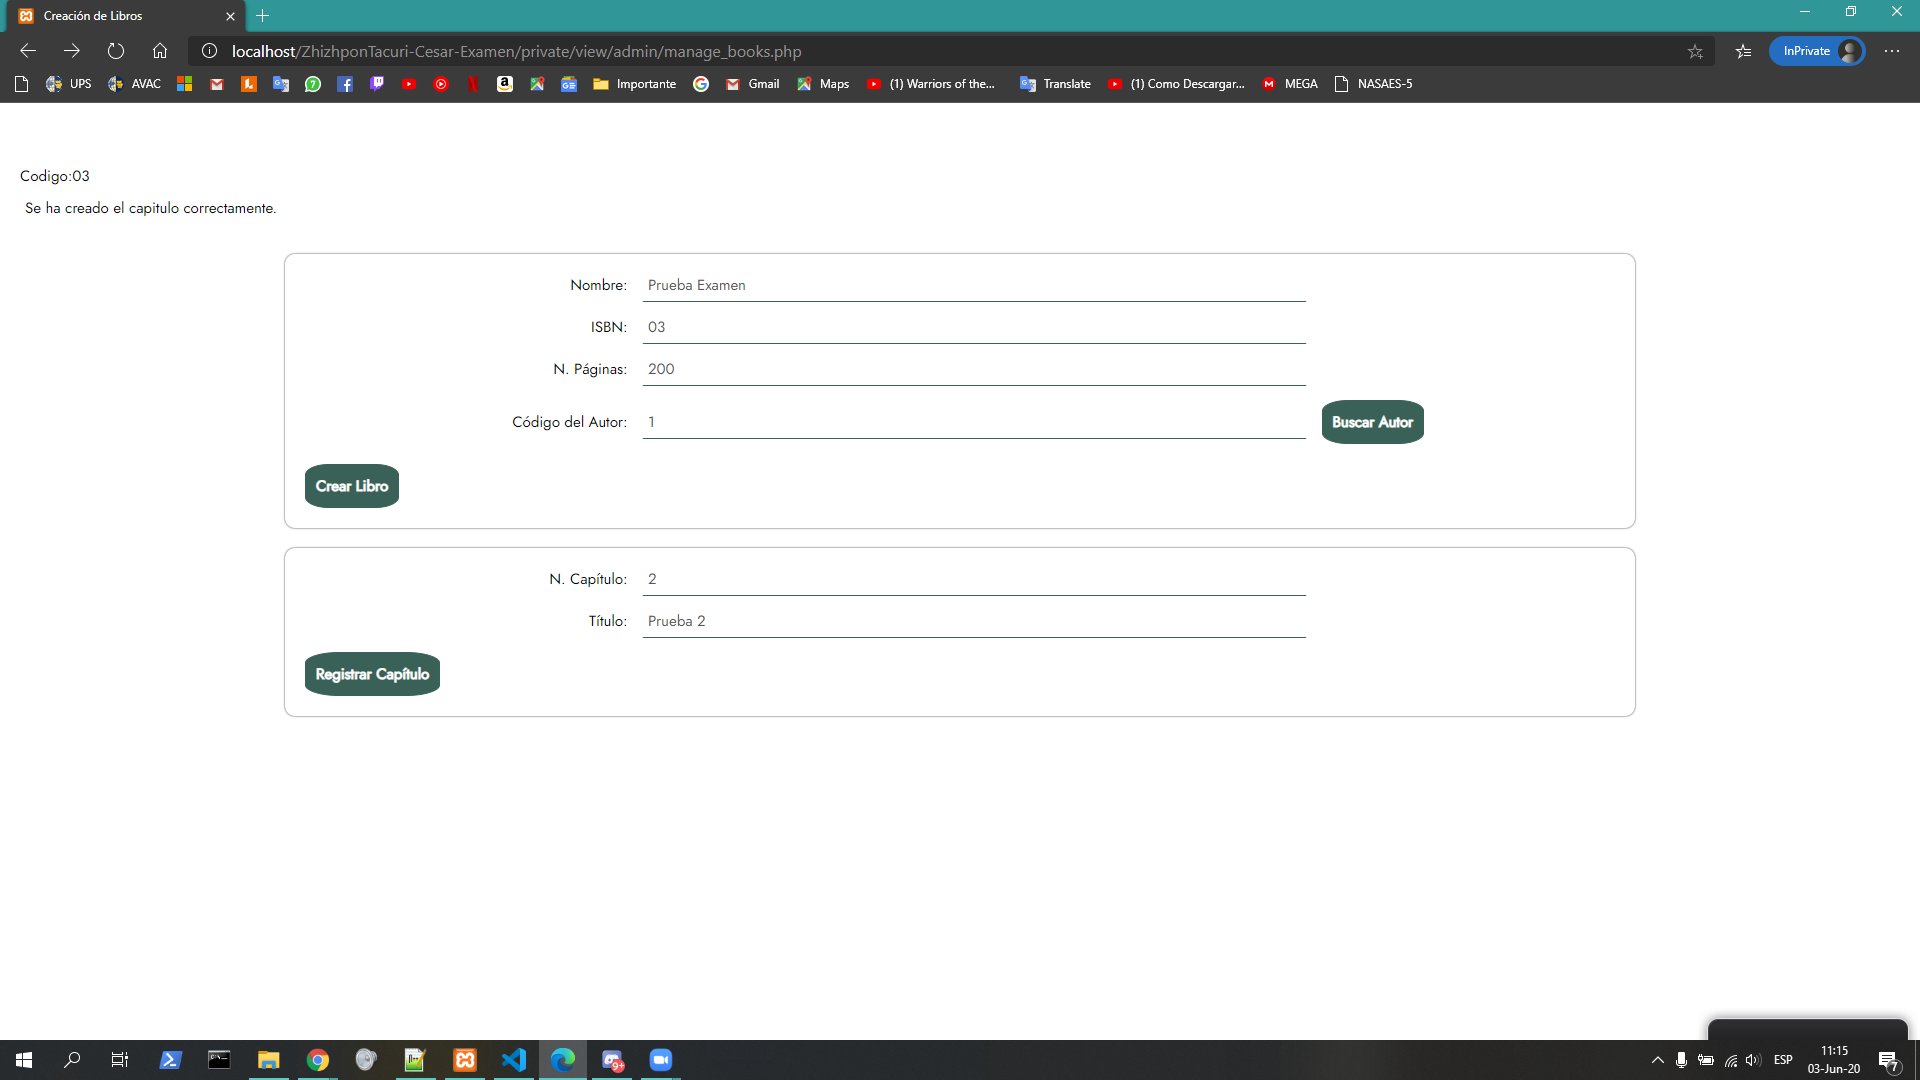 Creación de Libros
localhost/ZhizhponTacuri-Cesar-Examen/private/view/admin/manage_books.php
InPrivate
UPS AVAC Importante Gmail Maps (1) Warriors of the... Translate (1) Como Descargar... MEGA NASAES-5
Codigo:03
Se ha creado el capitulo correctamente.
Nombre: Prueba Examen
ISBN: 03
N. Páginas: 200
Código del Autor: 1 Buscar Autor
Crear Libro
N. Capítulo: 2
Título: Prueba 2
Registrar Capítulo
ESP
11:15
03-Jun-20
9+
7